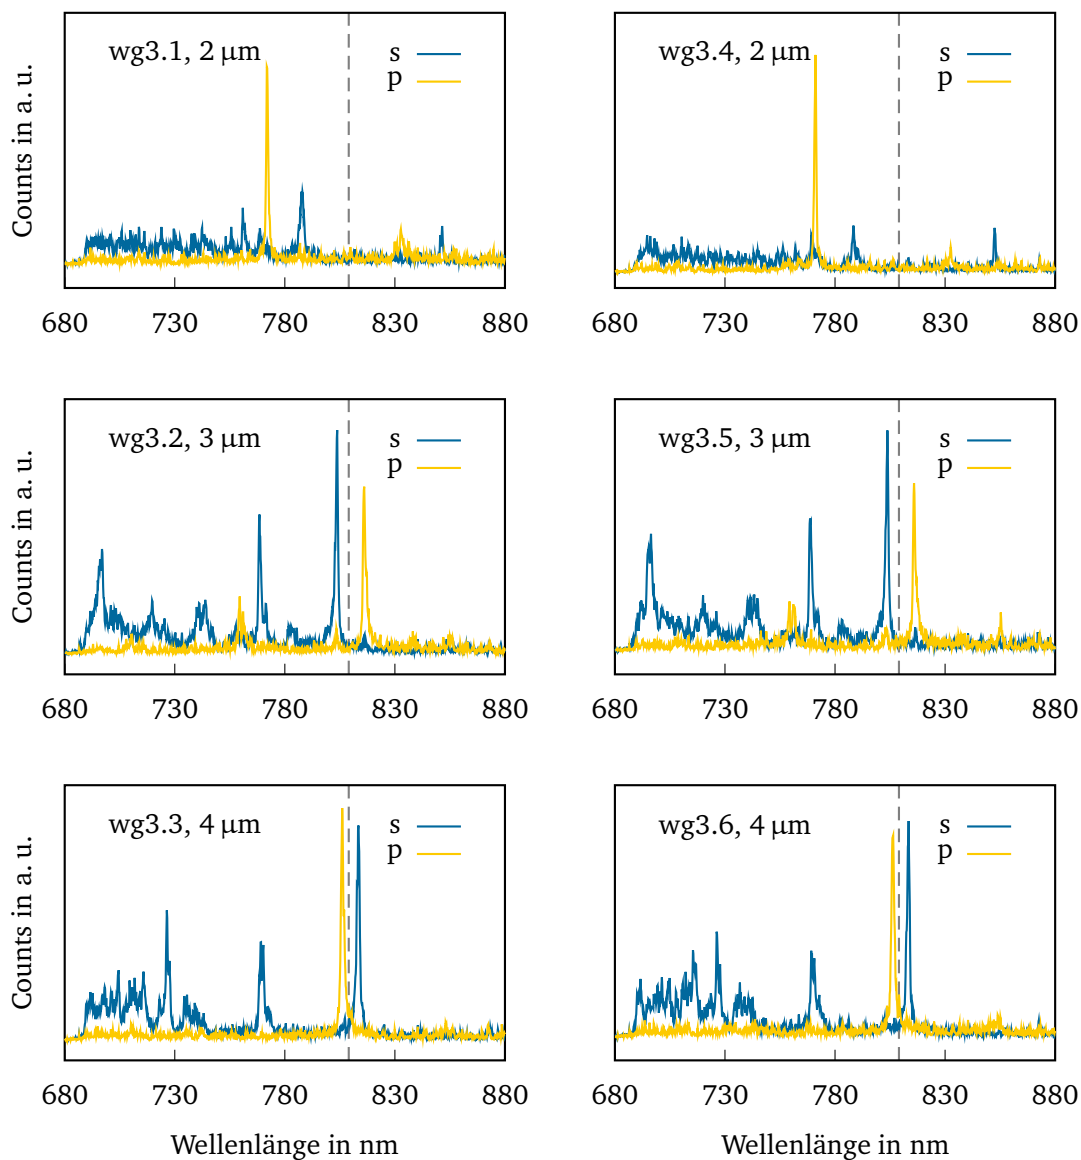 wg3.1, 2 µm
s
p
Counts in a. u.
680 730 780 830 880
wg3.4, 2 µm
s
p
680 730 780 830 880
wg3.2, 3 µm
s
p
Counts in a. u.
680 730 780 830 880
wg3.5, 3 µm
s
p
680 730 780 830 880
wg3.3, 4 µm
s
p
Counts in a. u.
680 730 780 830 880
Wellenlänge in nm
wg3.6, 4 µm
s
p
680 730 780 830 880
Wellenlänge in nm